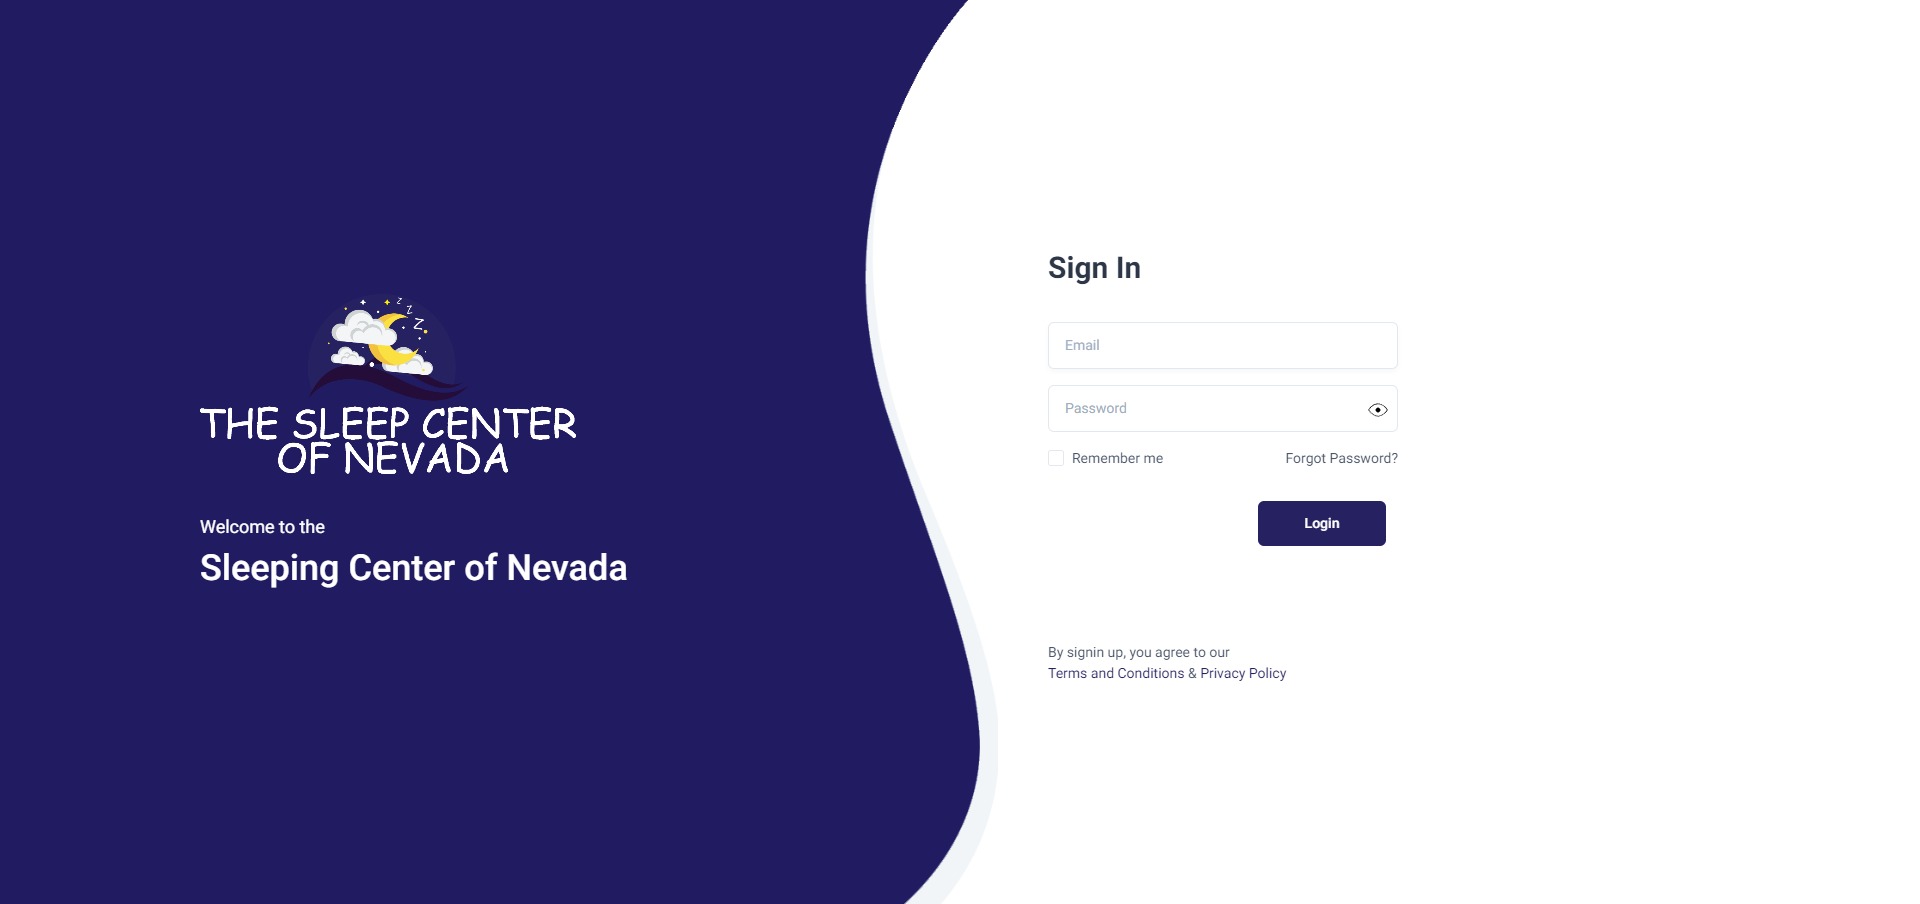 Z
Z
Z
THE SLEEP CENTER
OF NEVADA
Welcome to the
Sleeping Center of Nevada
Sign In
Email
Password
Remember me
Forgot Password?
Login
By signin up, you agree to our
Terms and Conditions & Privacy Policy